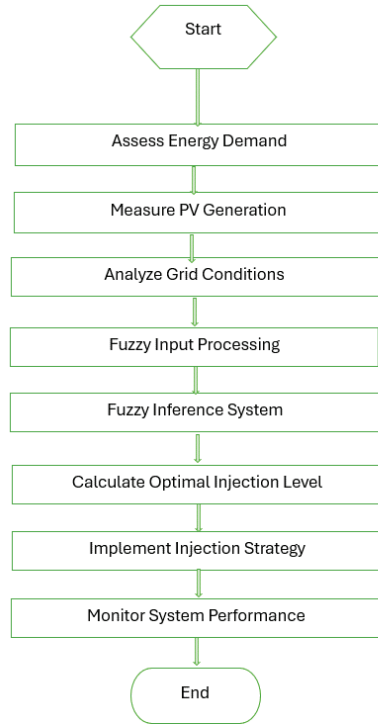 Start
Assess Energy Demand
Measure PV Generation
Analyze Grid Conditions
Fuzzy Input Processing
Fuzzy Inference System
Calculate Optimal Injection Level
Implement Injection Strategy
Monitor System Performance
End